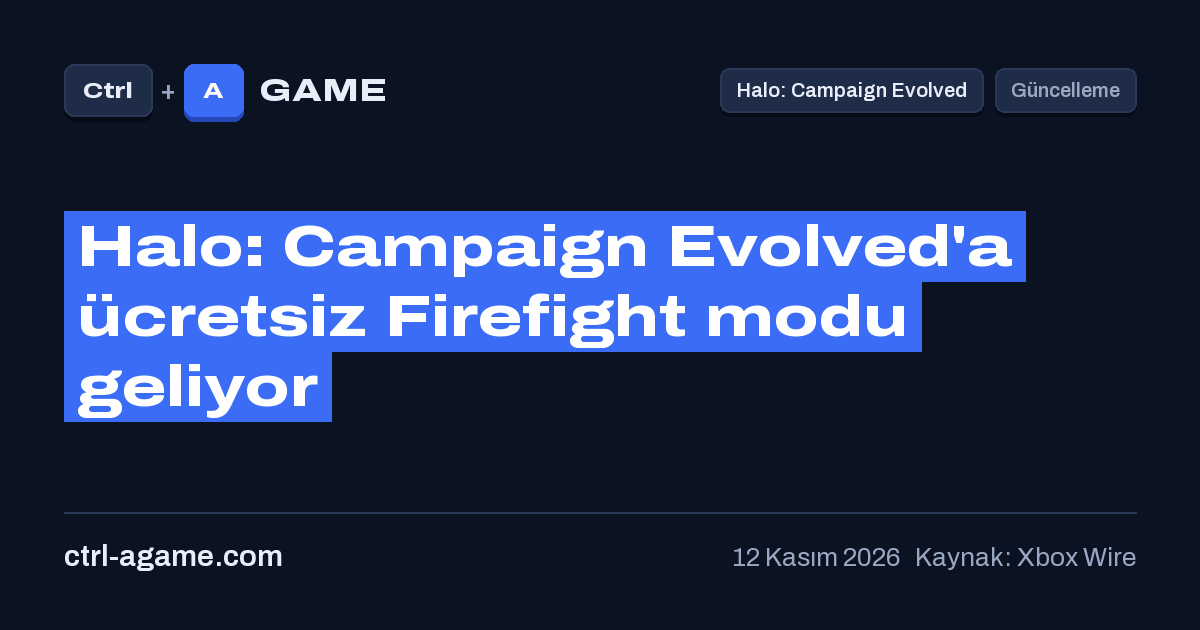 Ctrl + A GAME
Halo: Campaign Evolved
Güncelleme
Halo: Campaign Evolved'a
ücretsiz Firefight modu
geliyor
ctrl-agame.com
12 Kasım 2026 Kaynak: Xbox Wire